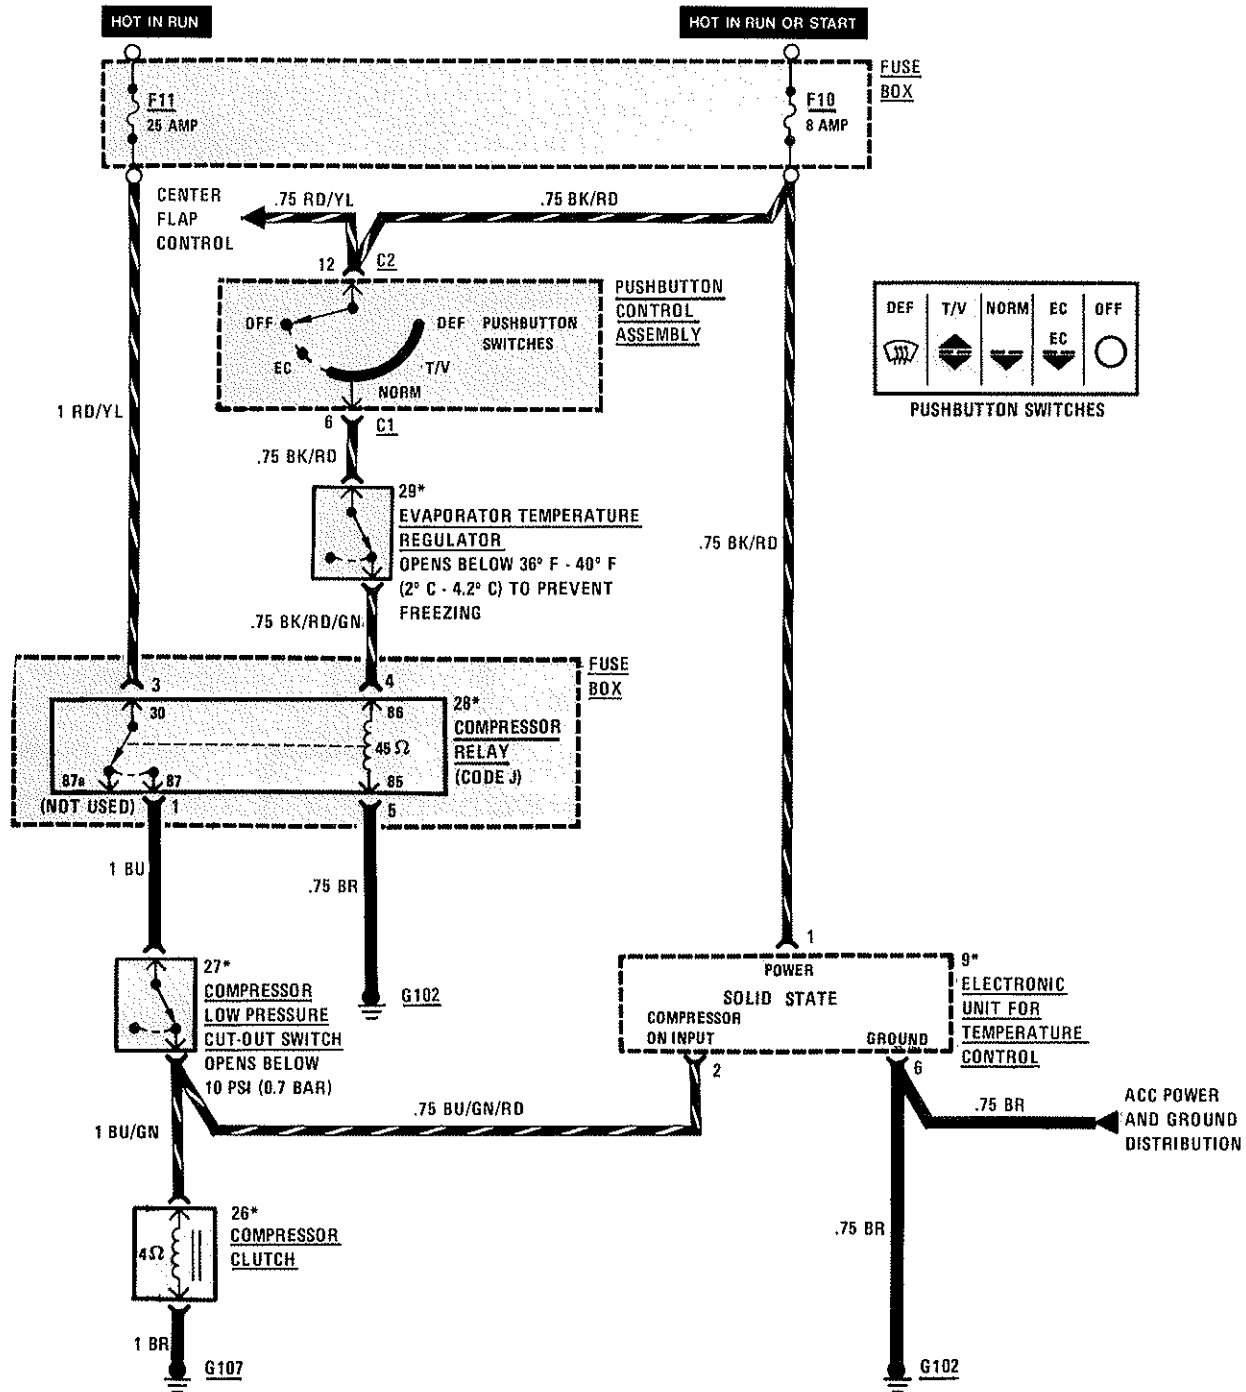 HOT IN RUN
HOT IN RUN OR START
FUSE
BOX
F11
25 AMP
F10
8 AMP
CENTER
FLAP
CONTROL
.75 RD/YL
.75 BK/RD
12
C2
PUSHBUTTON
CONTROL
ASSEMBLY
OFF
DEF
PUSHBUTTON
SWITCHES
EC
T/V
NORM
DEF
T/V
NORM
EC
OFF
EC
PUSHBUTTON SWITCHES
1 RD/YL
6
C1
.75 BK/RD
29*
EVAPORATOR TEMPERATURE
REGULATOR
OPENS BELOW 36° F - 40° F
(2° C - 4.2° C) TO PREVENT
FREEZING
.75 BK/RD
.75 BK/RD/GN
FUSE
BOX
3
4
30
86
28*
COMPRESSOR
RELAY
(CODE J)
45 Ω
87a
87
85
(NOT USED)
1
5
1 BU
.75 BR
1
27*
COMPRESSOR
LOW PRESSURE
CUT-OUT SWITCH
OPENS BELOW
10 PSI (0.7 BAR)
G102
POWER
SOLID STATE
COMPRESSOR
ON INPUT
GROUND
9*
ELECTRONIC
UNIT FOR
TEMPERATURE
CONTROL
2
6
.75 BU/GN/RD
.75 BR
ACC POWER
AND GROUND
DISTRIBUTION
1 BU/GN
26*
COMPRESSOR
CLUTCH
4Ω
.75 BR
1 BR
G107
G102